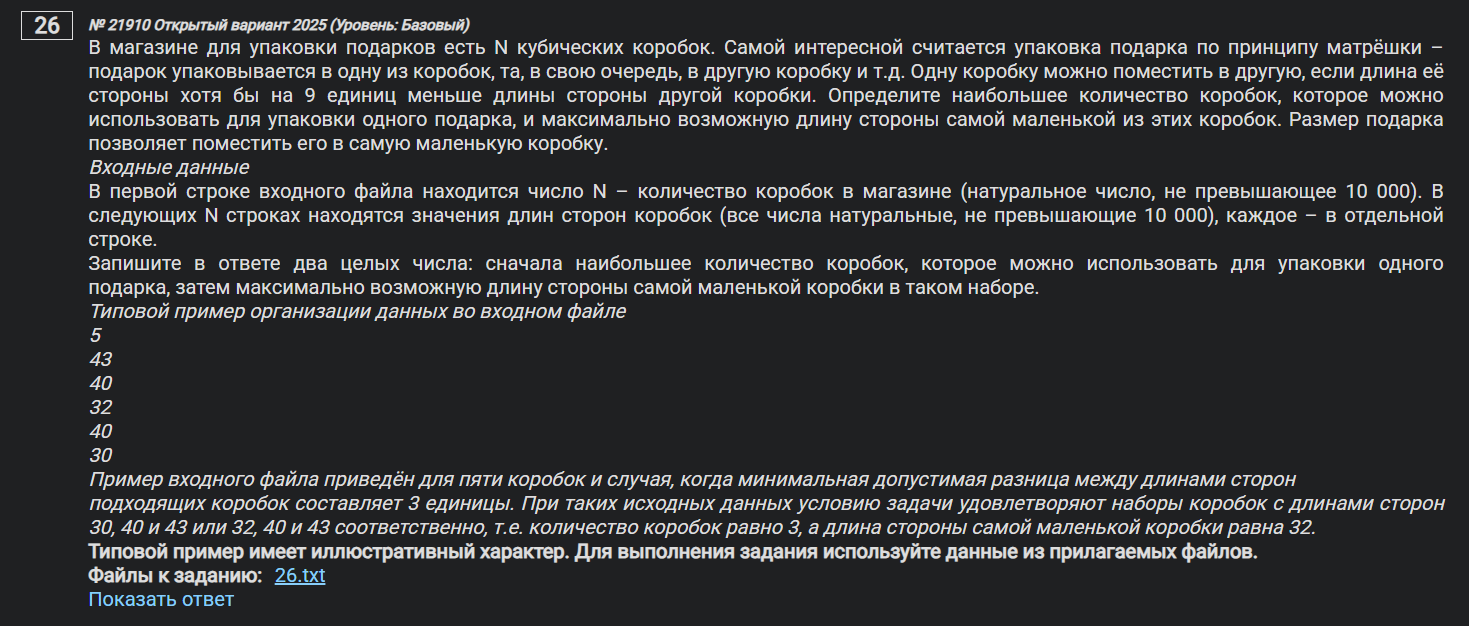 26
№ 21910 Открытый вариант 2025 (Уровень: Базовый)
В магазине для упаковки подарков есть N кубических коробок. Самой интересной считается упаковка подарка по принципу матрёшки –
подарок упаковывается в одну из коробок, та, в свою очередь, в другую коробку и т.д. Одну коробку можно поместить в другую, если длина её
стороны хотя бы на 9 единиц меньше длины стороны другой коробки. Определите наибольшее количество коробок, которое можно
использовать для упаковки одного подарка, и максимально возможную длину стороны самой маленькой из этих коробок. Размер подарка
позволяет поместить его в самую маленькую коробку.
Входные данные
В первой строке входного файла находится число N – количество коробок в магазине (натуральное число, не превышающее 10 000). В
следующих N строках находятся значения длин сторон коробок (все числа натуральные, не превышающие 10 000), каждое – в отдельной
строке.
Запишите в ответе два целых числа: сначала наибольшее количество коробок, которое можно использовать для упаковки одного
подарка, затем максимально возможную длину стороны самой маленькой коробки в таком наборе.
Типовой пример организации данных во входном файле
5
43
40
32
40
30
Пример входного файла приведён для пяти коробок и случая, когда минимальная допустимая разница между длинами сторон
подходящих коробок составляет 3 единицы. При таких исходных данных условию задачи удовлетворяют наборы коробок с длинами сторон
30, 40 и 43 или 32, 40 и 43 соответственно, т.е. количество коробок равно 3, а длина стороны самой маленькой коробки равна 32.
Типовой пример имеет иллюстративный характер. Для выполнения задания используйте данные из прилагаемых файлов.
Файлы к заданию: 26.txt
Показать ответ